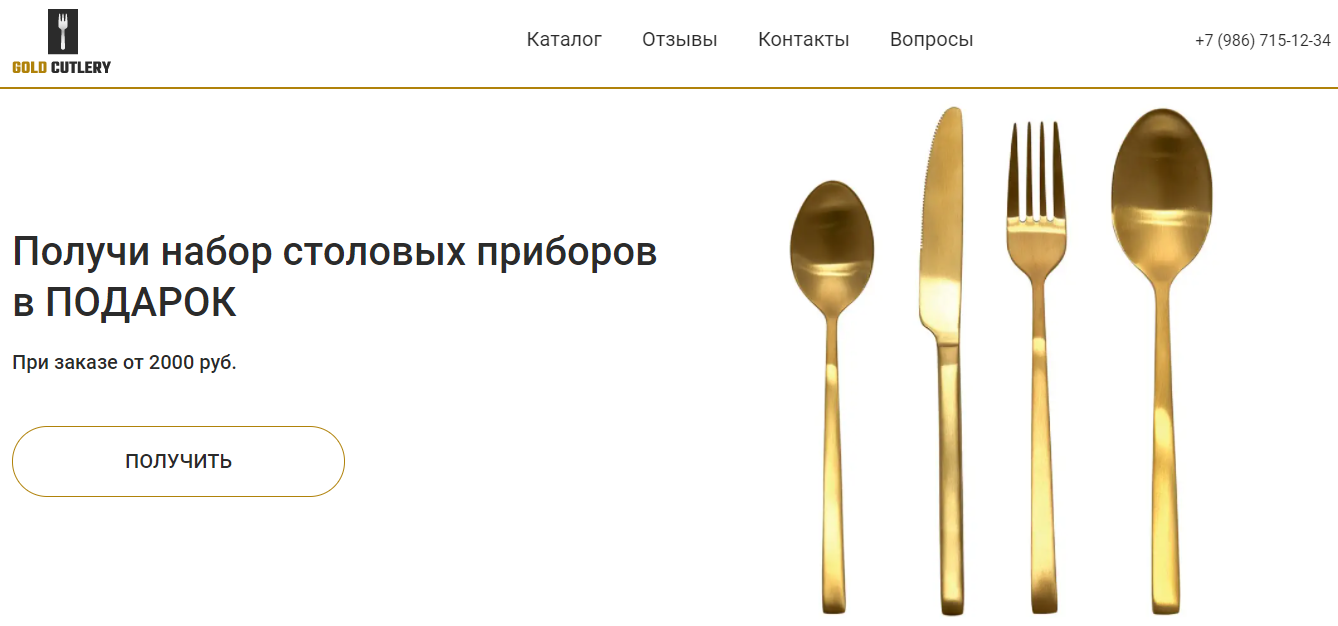 GOLD CUTLERY
Каталог
Отзывы
Контакты
Вопросы
+7 (986) 715-12-34
Получи набор столовых приборов
в ПОДАРОК
При заказе от 2000 руб.
ПОЛУЧИТЬ